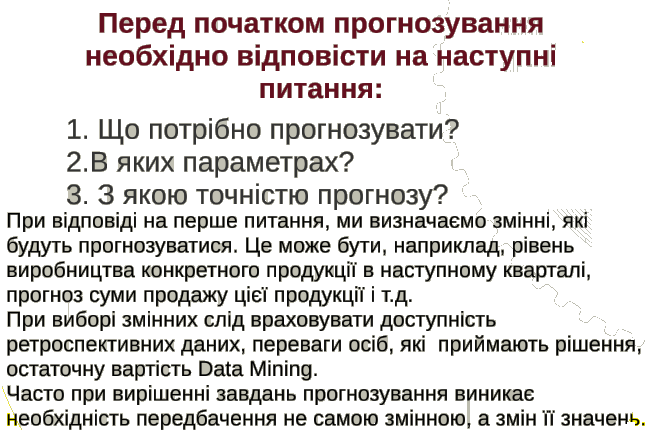 Перед початком прогнозування
необхідно відповісти на наступні
питання:
1. Що потрібно прогнозувати?
2.В яких параметрах?
3. З якою точністю прогнозу?
При відповіді на перше питання, ми визначаємо змінні, які
будуть прогнозуватися. Це може бути, наприклад, рівень
виробництва конкретного продукції в наступному кварталі,
прогноз суми продажу цієї продукції і т.д.
При виборі змінних слід враховувати доступність
ретроспективних даних, переваги осіб, які  приймають рішення,
остаточну вартість Data Mining.
Часто при вирішенні завдань прогнозування виникає
необхідність передбачення не самою змінною, а змін її значень.